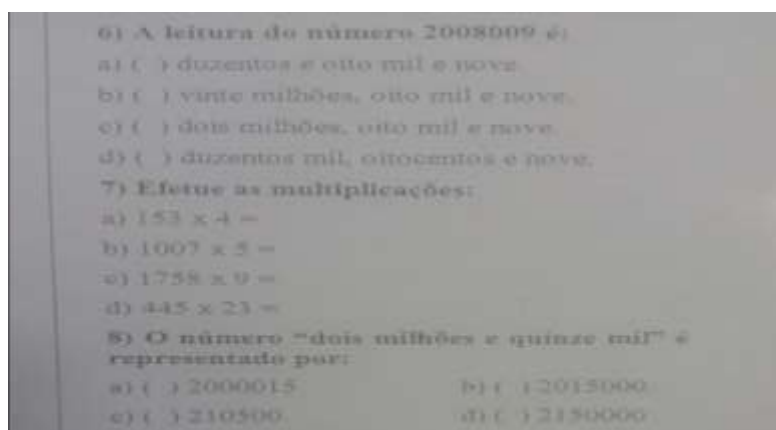 6) A leitura do número 2008009 é:
a) ( ) duzentos e oito mil e nove.
b) ( ) vinte milhões, oito mil e nove.
c) ( ) dois milhões, oito mil e nove.
d) ( ) duzentos mil, oitocentos e nove.
7) Efetue as multiplicações:
a) 153 x 4 =
b) 1007 x 5 =
c) 1758 x 9 =
d) 445 x 23 =
8) O número “dois milhões e quinze mil” é
representado por:
a) ( ) 2000015 b) ( ) 2015000.
c) ( ) 210500. d) ( ) 2150000